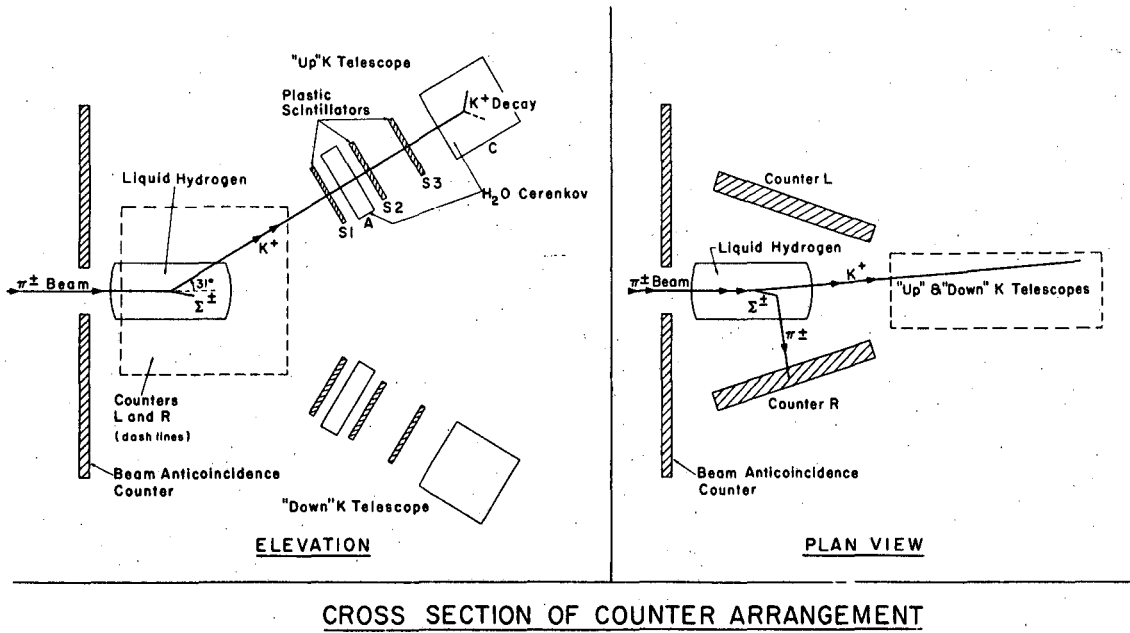 "Up" K Telescope
Plastic
Scintillators
K+ Decay
C
Liquid Hydrogen
S3
H2O Cerenkov
S2
A
S1
K+
π± Beam
31°
Σ±
Counters
L and R
(dash lines)
Beam Anticoincidence
Counter
"Down" K Telescope
ELEVATION
Counter L
Liquid Hydrogen
K+
π± Beam
Σ±
"Up" & "Down" K Telescopes
π±
Counter R
Beam Anticoincidence
Counter
PLAN VIEW
CROSS SECTION OF COUNTER ARRANGEMENT